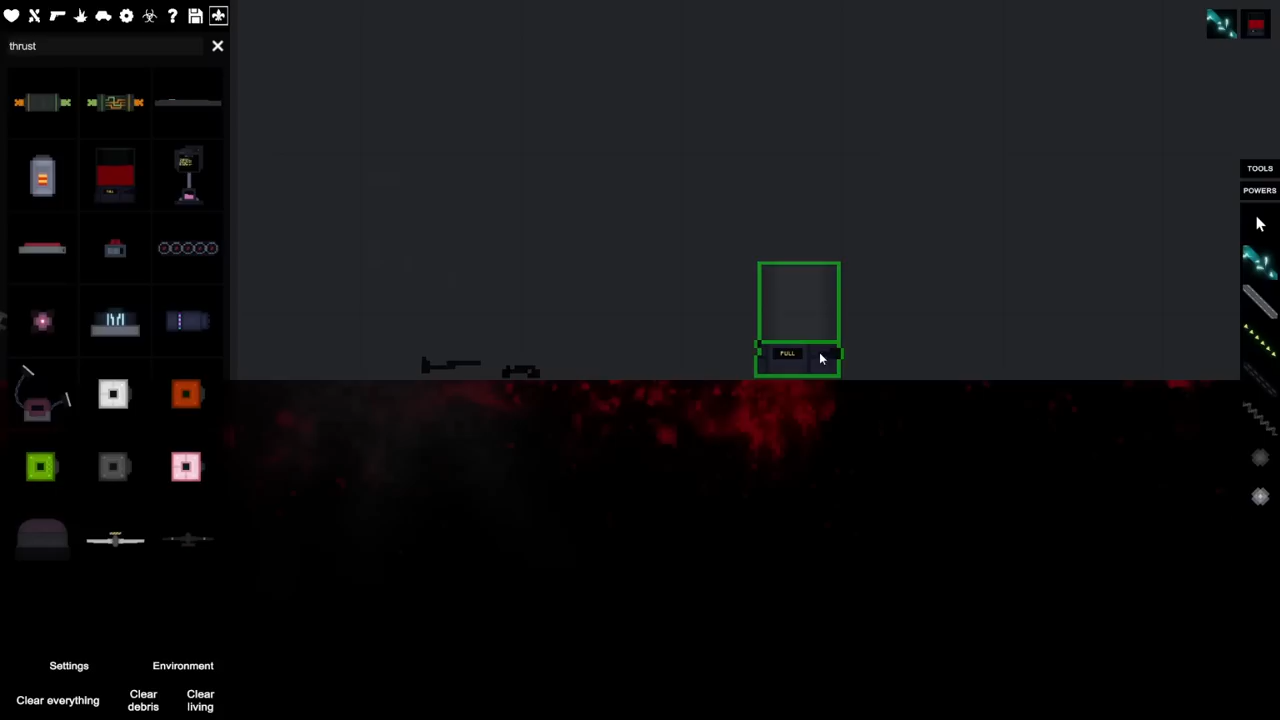 thrust
TOOLS
POWERS
FULL
Settings
Environment
Clear everything
Clear
debris
Clear
living